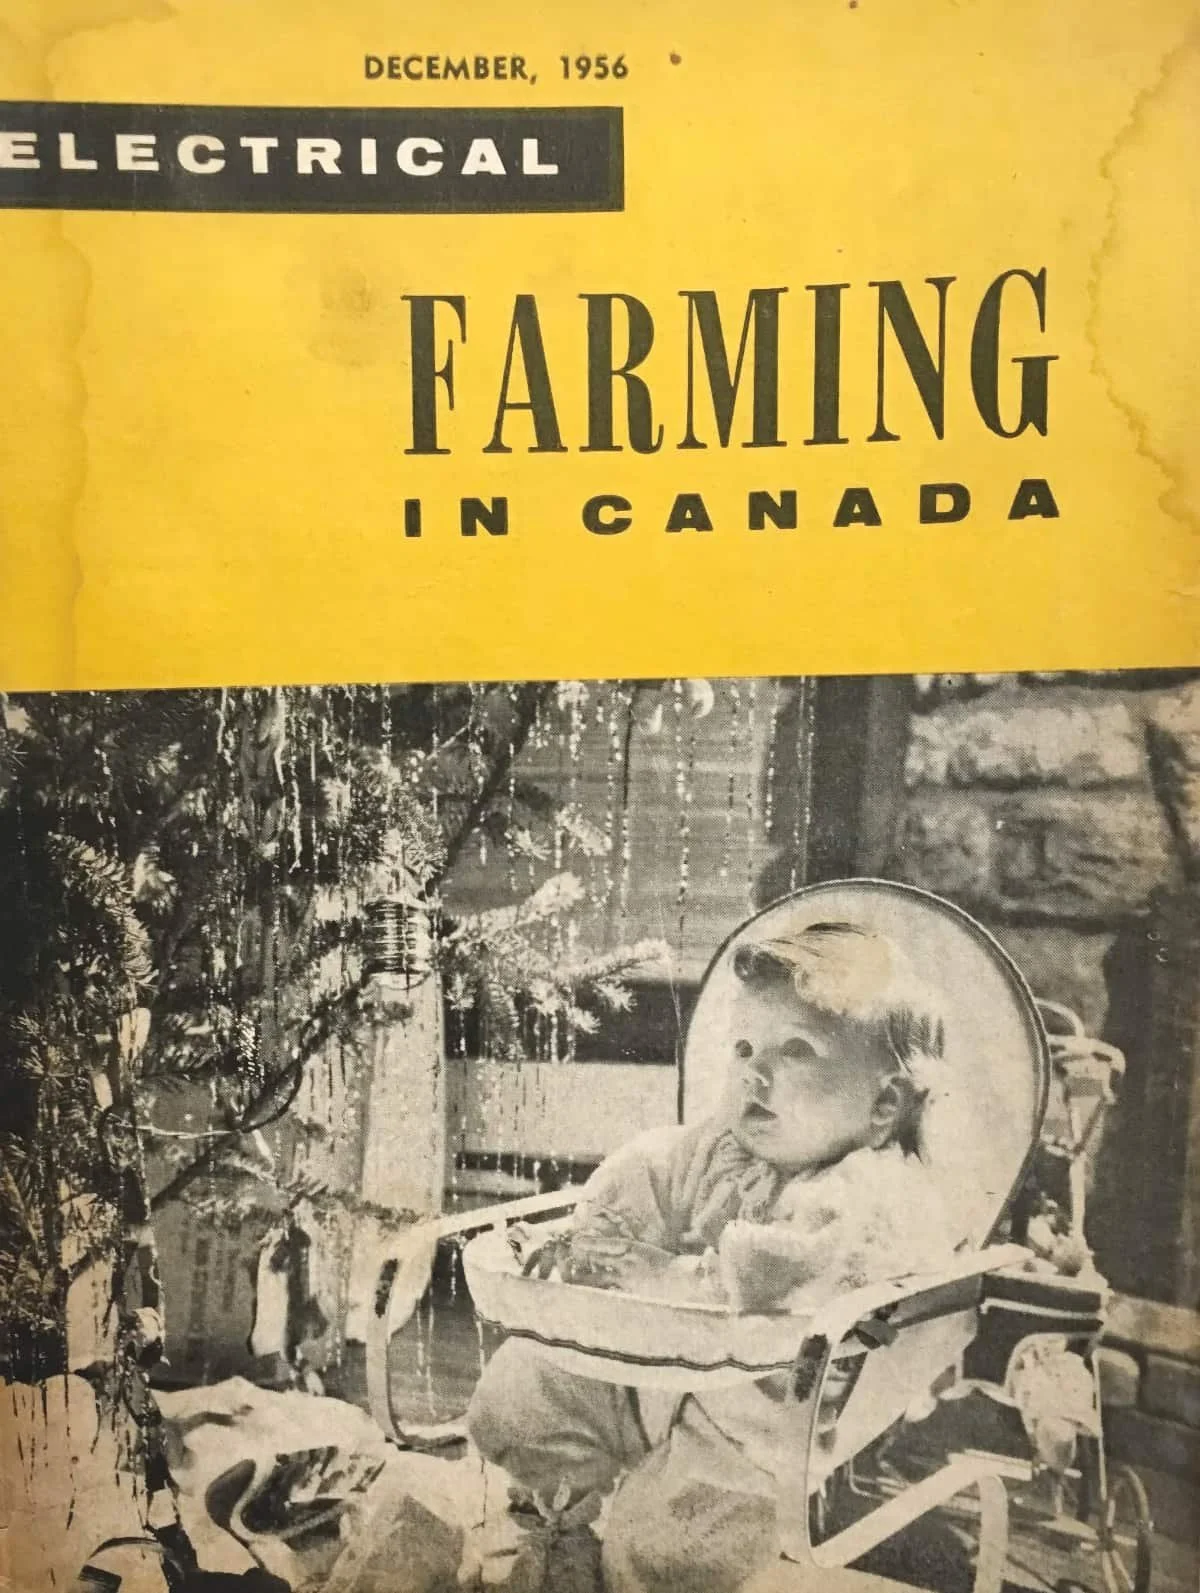 DECEMBER, 1956
ELECTRICAL
FARMING
IN CANADA